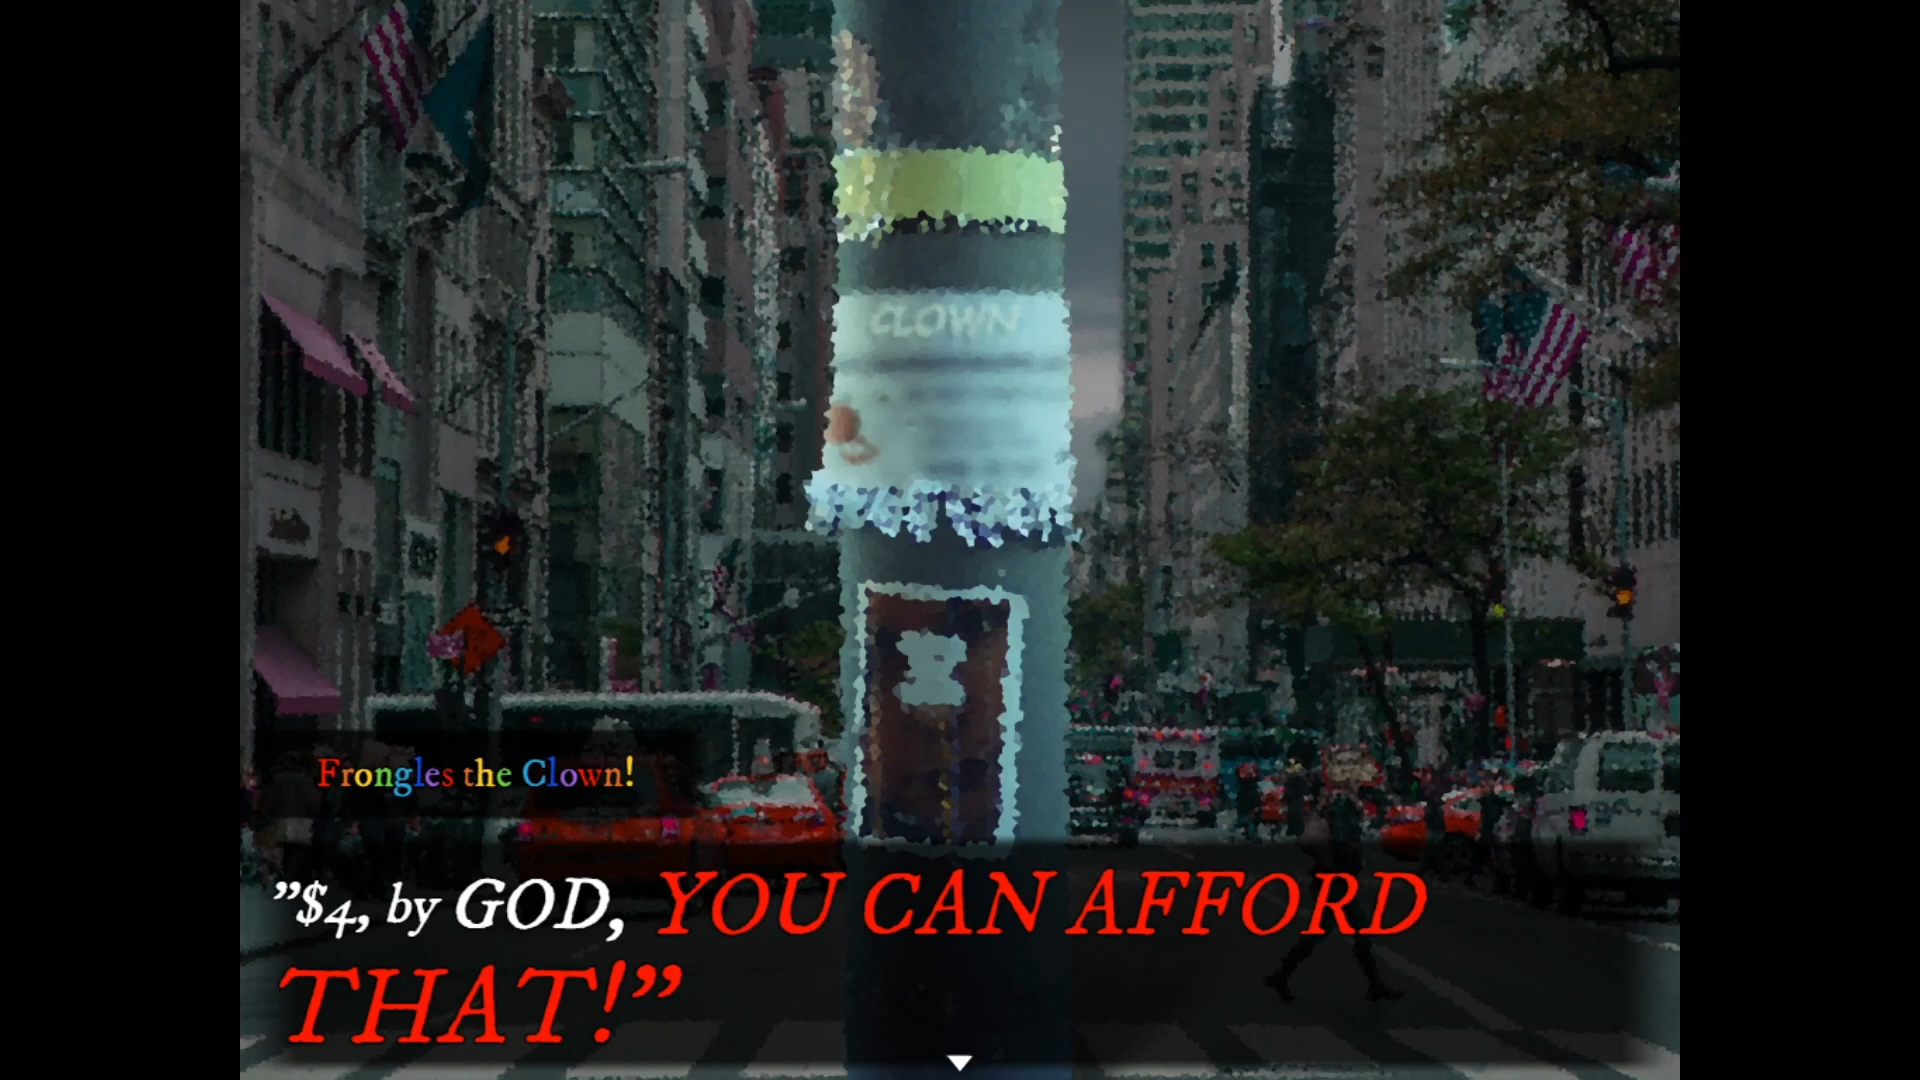 CLOWN
Frongles the Clown!
”$4, by GOD, YOU CAN AFFORD
THAT!”